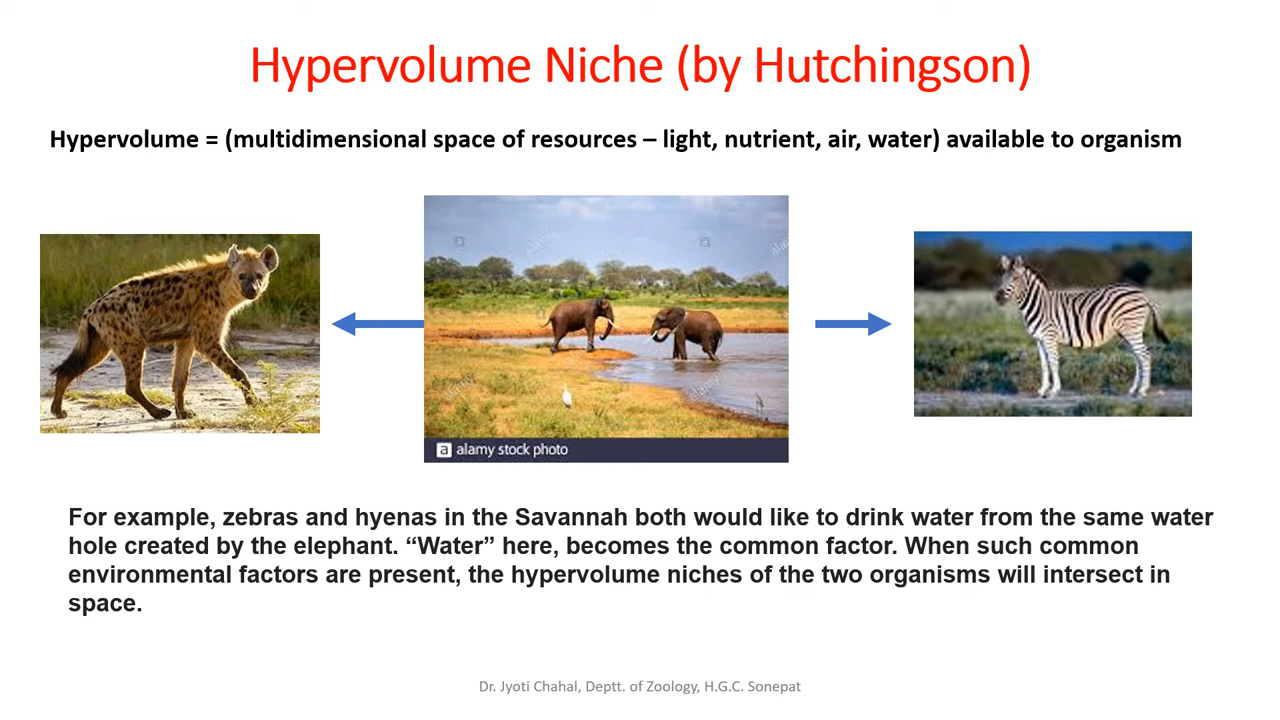 Hypervolume Niche (by Hutchingson)
Hypervolume = (multidimensional space of resources – light, nutrient, air, water) available to organism
alamy
a alamy stock photo
For example, zebras and hyenas in the Savannah both would like to drink water from the same water
hole created by the elephant. “Water” here, becomes the common factor. When such common
environmental factors are present, the hypervolume niches of the two organisms will intersect in
space.
Dr. Jyoti Chahal, Deptt. of Zoology, H.G.C. Sonepat